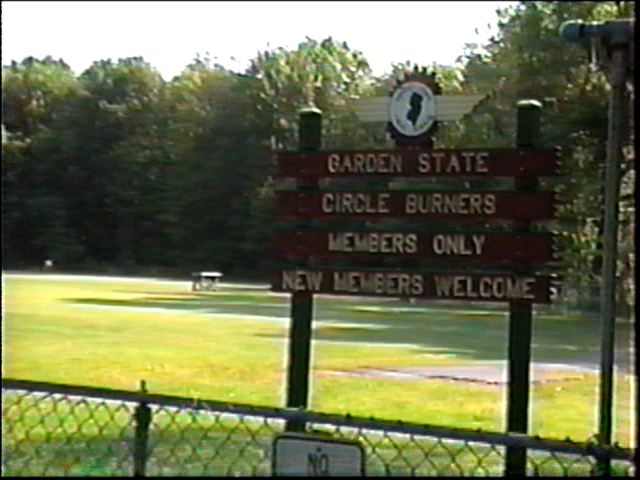 GARDEN STATE
CIRCLE BURNERS
MEMBERS ONLY
NEW MEMBERS WELCOME
NO